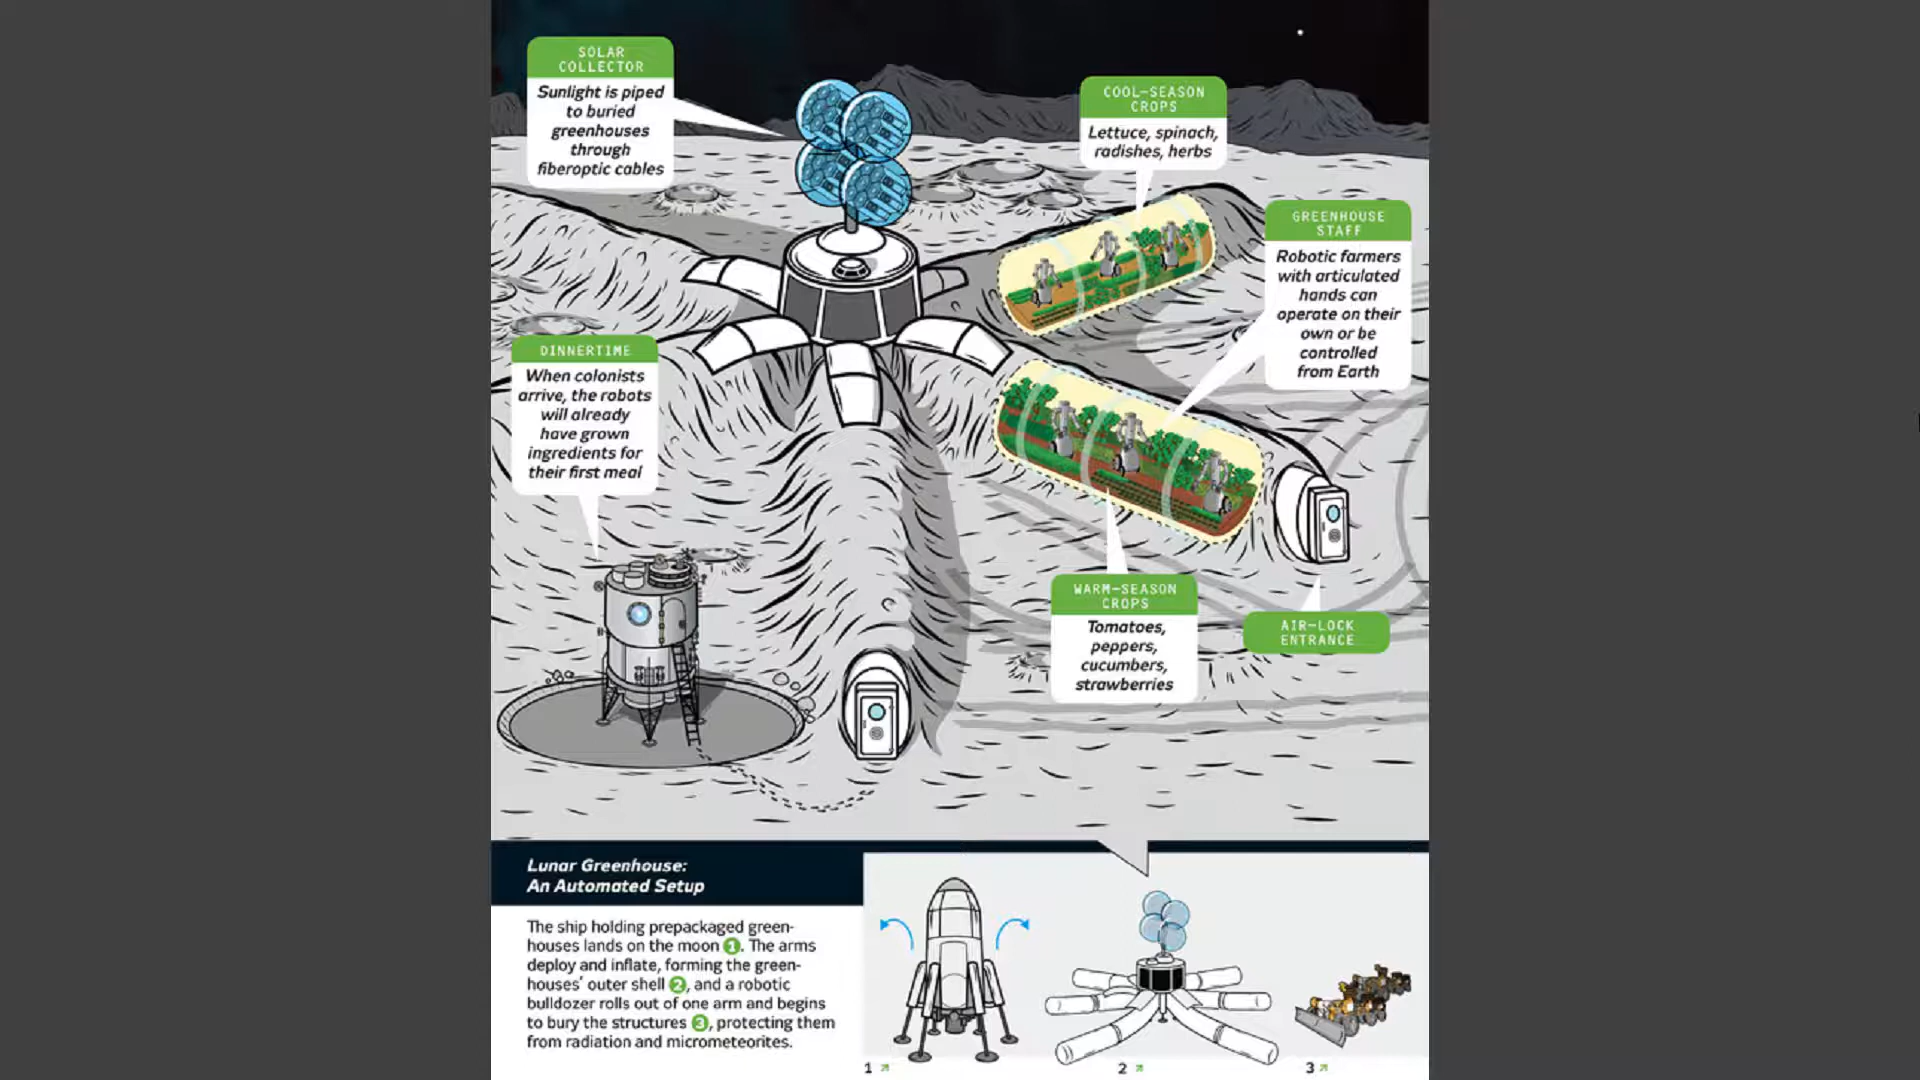 SOLAR
COLLECTOR
Sunlight is piped
to buried
greenhouses
through
fiberoptic cables
COOL-SEASON
CROPS
Lettuce, spinach,
radishes, herbs
GREENHOUSE
STAFF
Robotic farmers
with articulated
hands can
operate on their
own or be
controlled
from Earth
DINNERTIME
When colonists
arrive, the robots
will already
have grown
ingredients for
their first meal
WARM-SEASON
CROPS
Tomatoes,
peppers,
cucumbers,
strawberries
AIR-LOCK
ENTRANCE
Lunar Greenhouse:
An Automated Setup
The ship holding prepackaged green-
houses lands on the moon 1. The arms
deploy and inflate, forming the green-
houses' outer shell 2, and a robotic
bulldozer rolls out of one arm and begins
to bury the structures 3, protecting them
from radiation and micrometeorites.
1
2
3